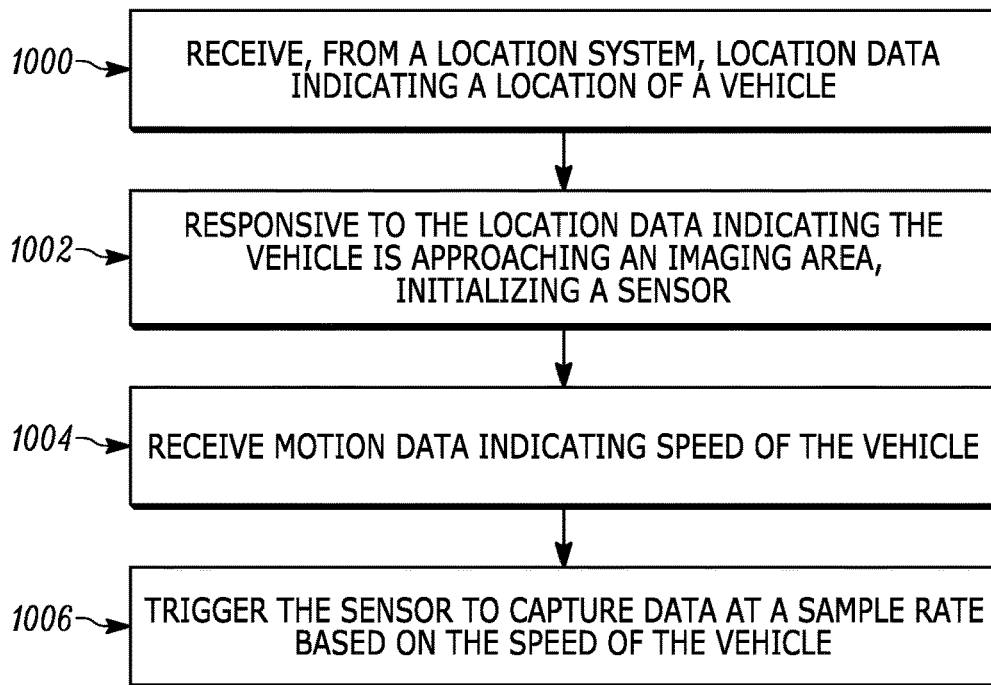 1000
RECEIVE, FROM A LOCATION SYSTEM, LOCATION DATA
INDICATING A LOCATION OF A VEHICLE
1002
RESPONSIVE TO THE LOCATION DATA INDICATING THE
VEHICLE IS APPROACHING AN IMAGING AREA,
INITIALIZING A SENSOR
1004
RECEIVE MOTION DATA INDICATING SPEED OF THE VEHICLE
1006
TRIGGER THE SENSOR TO CAPTURE DATA AT A SAMPLE RATE
BASED ON THE SPEED OF THE VEHICLE